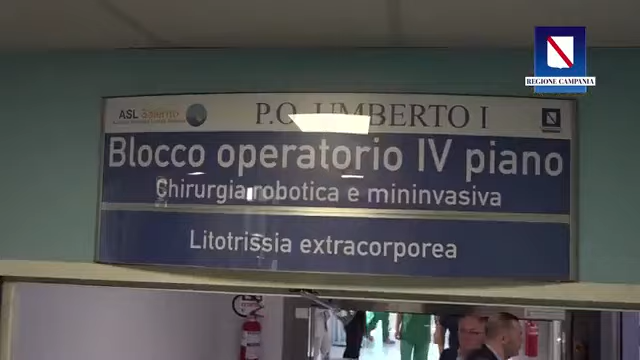 REGIONE CAMPANIA
ASL Salerno
P.O. UMBERTO I
Blocco operatorio IV piano
Chirurgia robotica e mininvasiva
Litotrissia extracorporea